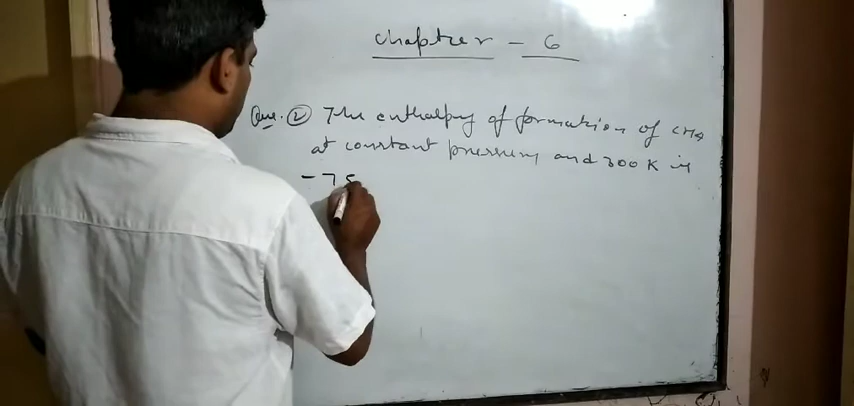 Chapter - 6
Que. ② The enthalpy of formation of CH4
at constant pressure and 300 K is
- 75